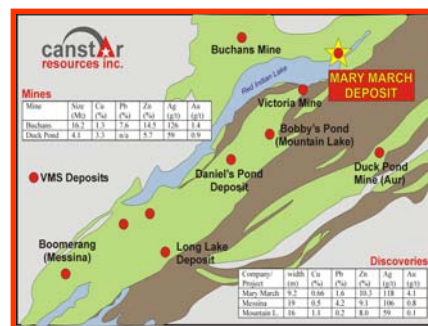 canstar
resources inc.
Buchans Mine
Red Indian Lake
MARY MARCH
DEPOSIT
Mines
Mine Size (Mt) Cu (%) Pb (%) Zn (%) Ag (g/t) Au (g/t)
Buchans 16.2 1.3 7.6 14.5 126 1.4
Duck Pond 4.1 3.3 n/a 5.7 59 0.9
Victoria Mine
Bobby's Pond
(Mountain Lake)
VMS Deposits
Daniel's Pond
Deposit
Duck Pond
Mine (Aur)
Boomerang
(Messina)
Long Lake
Deposit
Discoveries
Company/Project width (m) Cu (%) Pb (%) Zn (%) Ag (g/t) Au (g/t)
Mary March 9.2 0.66 1.6 10.3 118 4.1
Messina 19 0.5 4.2 9.1 106 0.8
Mountain L. 16 1.1 0.2 8.0 59 0.1